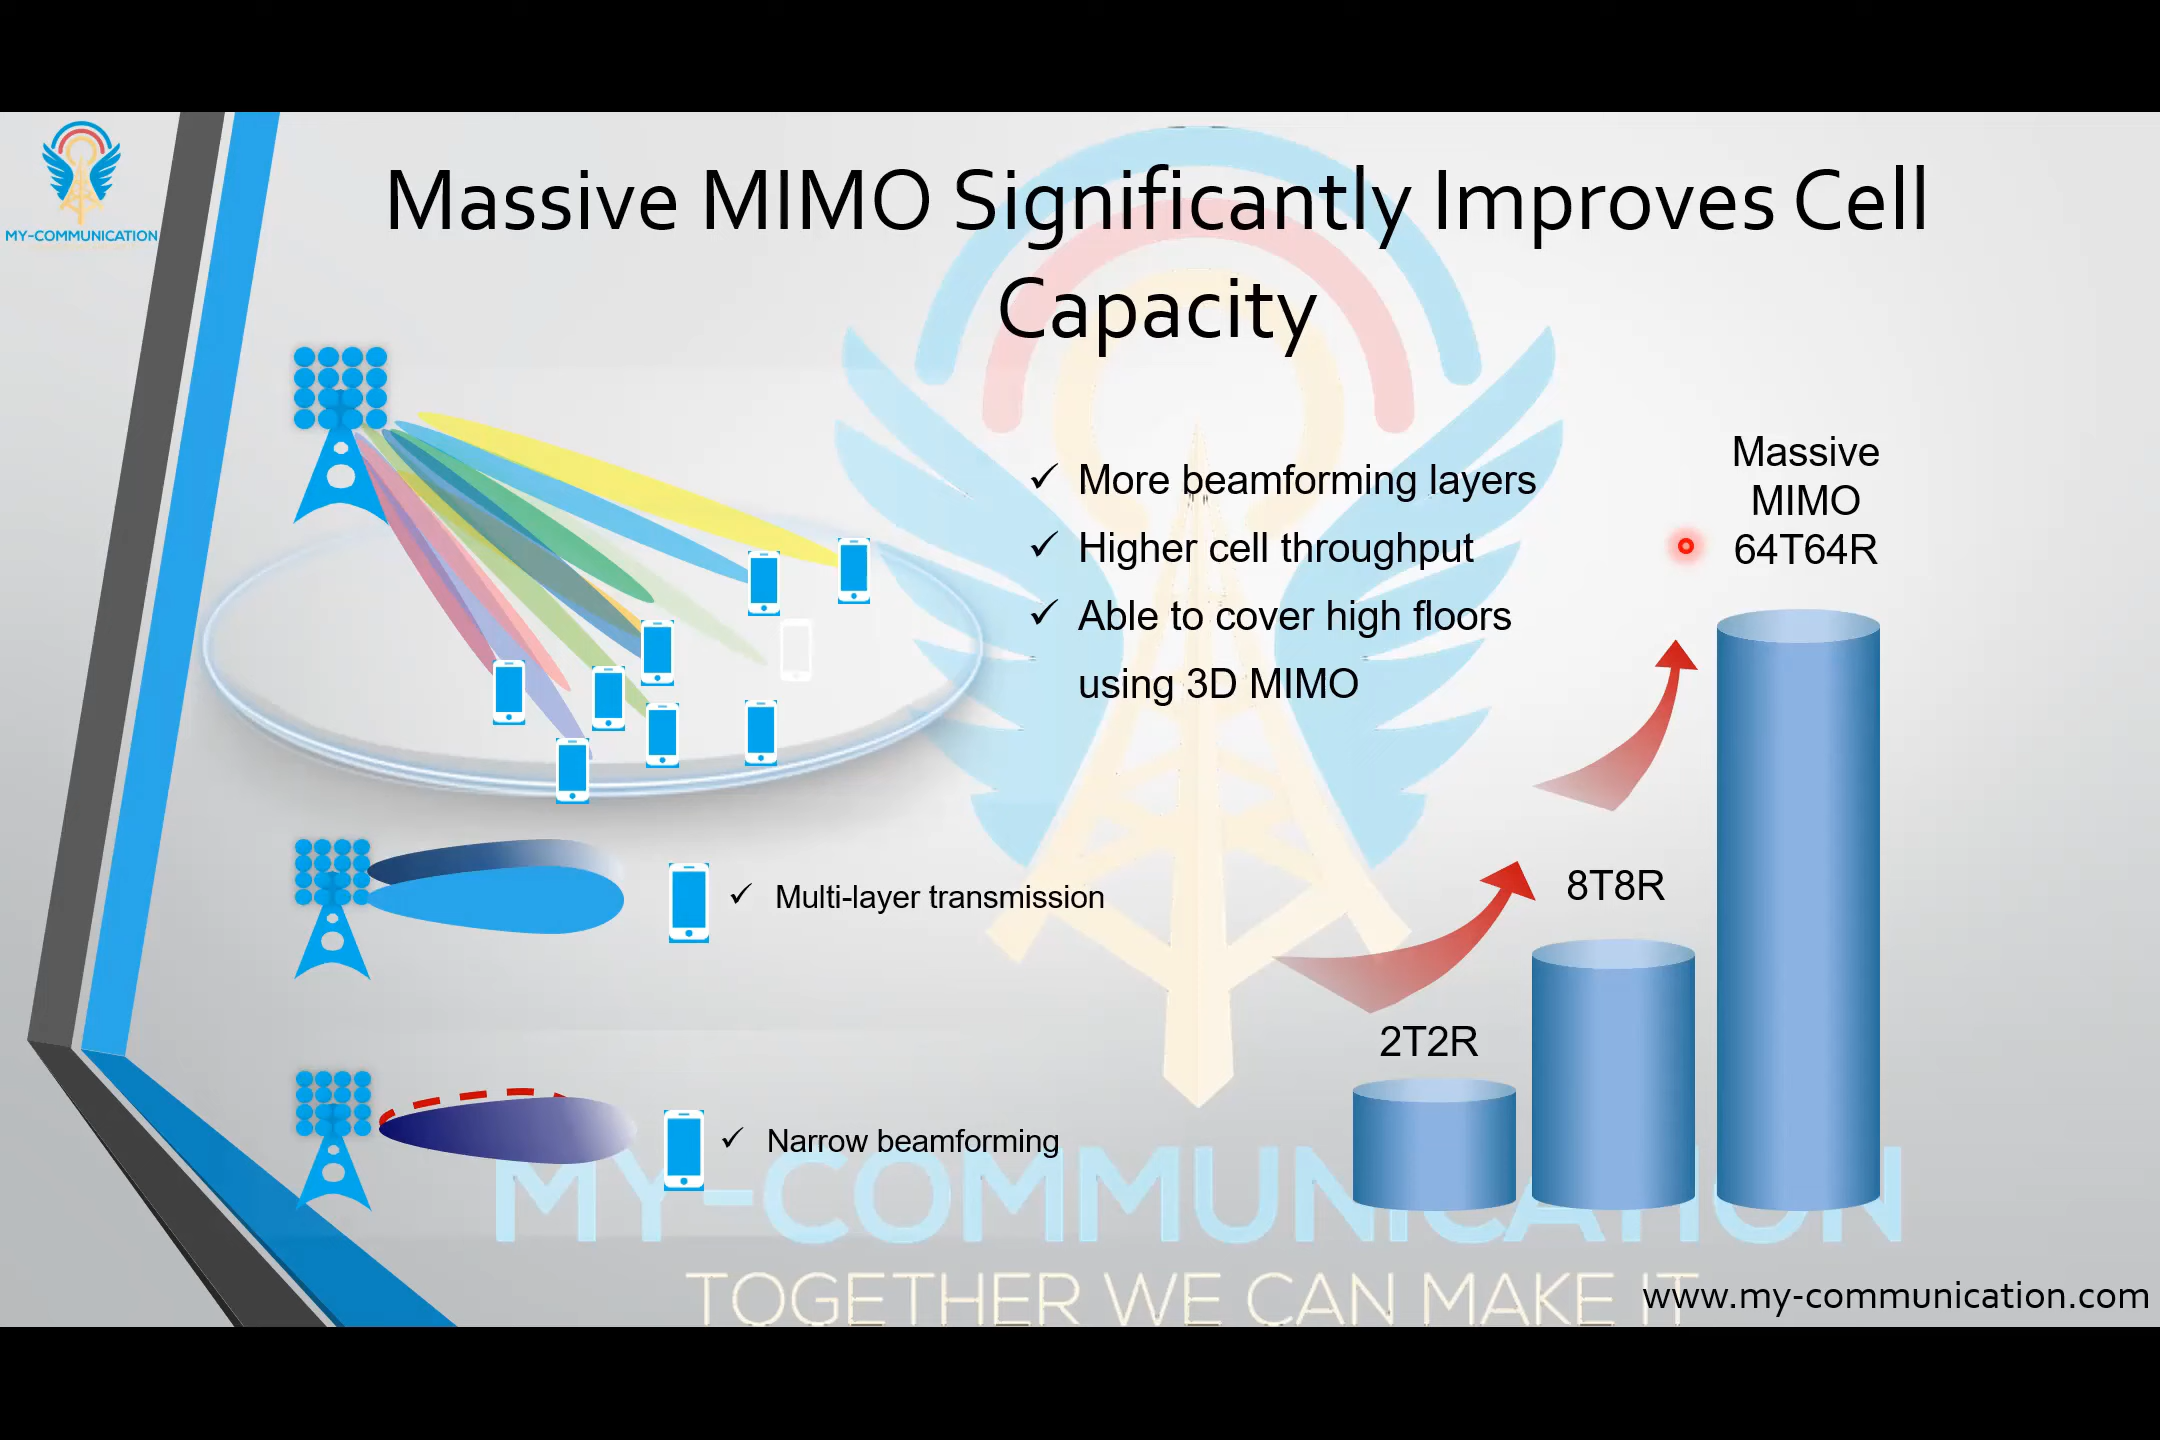 MY-COMMUNICATION
Massive MIMO Significantly Improves Cell
Capacity
✓ More beamforming layers
✓ Higher cell throughput
✓ Able to cover high floors
using 3D MIMO
Massive
MIMO
64T64R
8T8R
2T2R
✓ Multi-layer transmission
✓ Narrow beamforming
MY-COMMUNICATION
TOGETHER WE CAN MAKE IT
www.my-communication.com